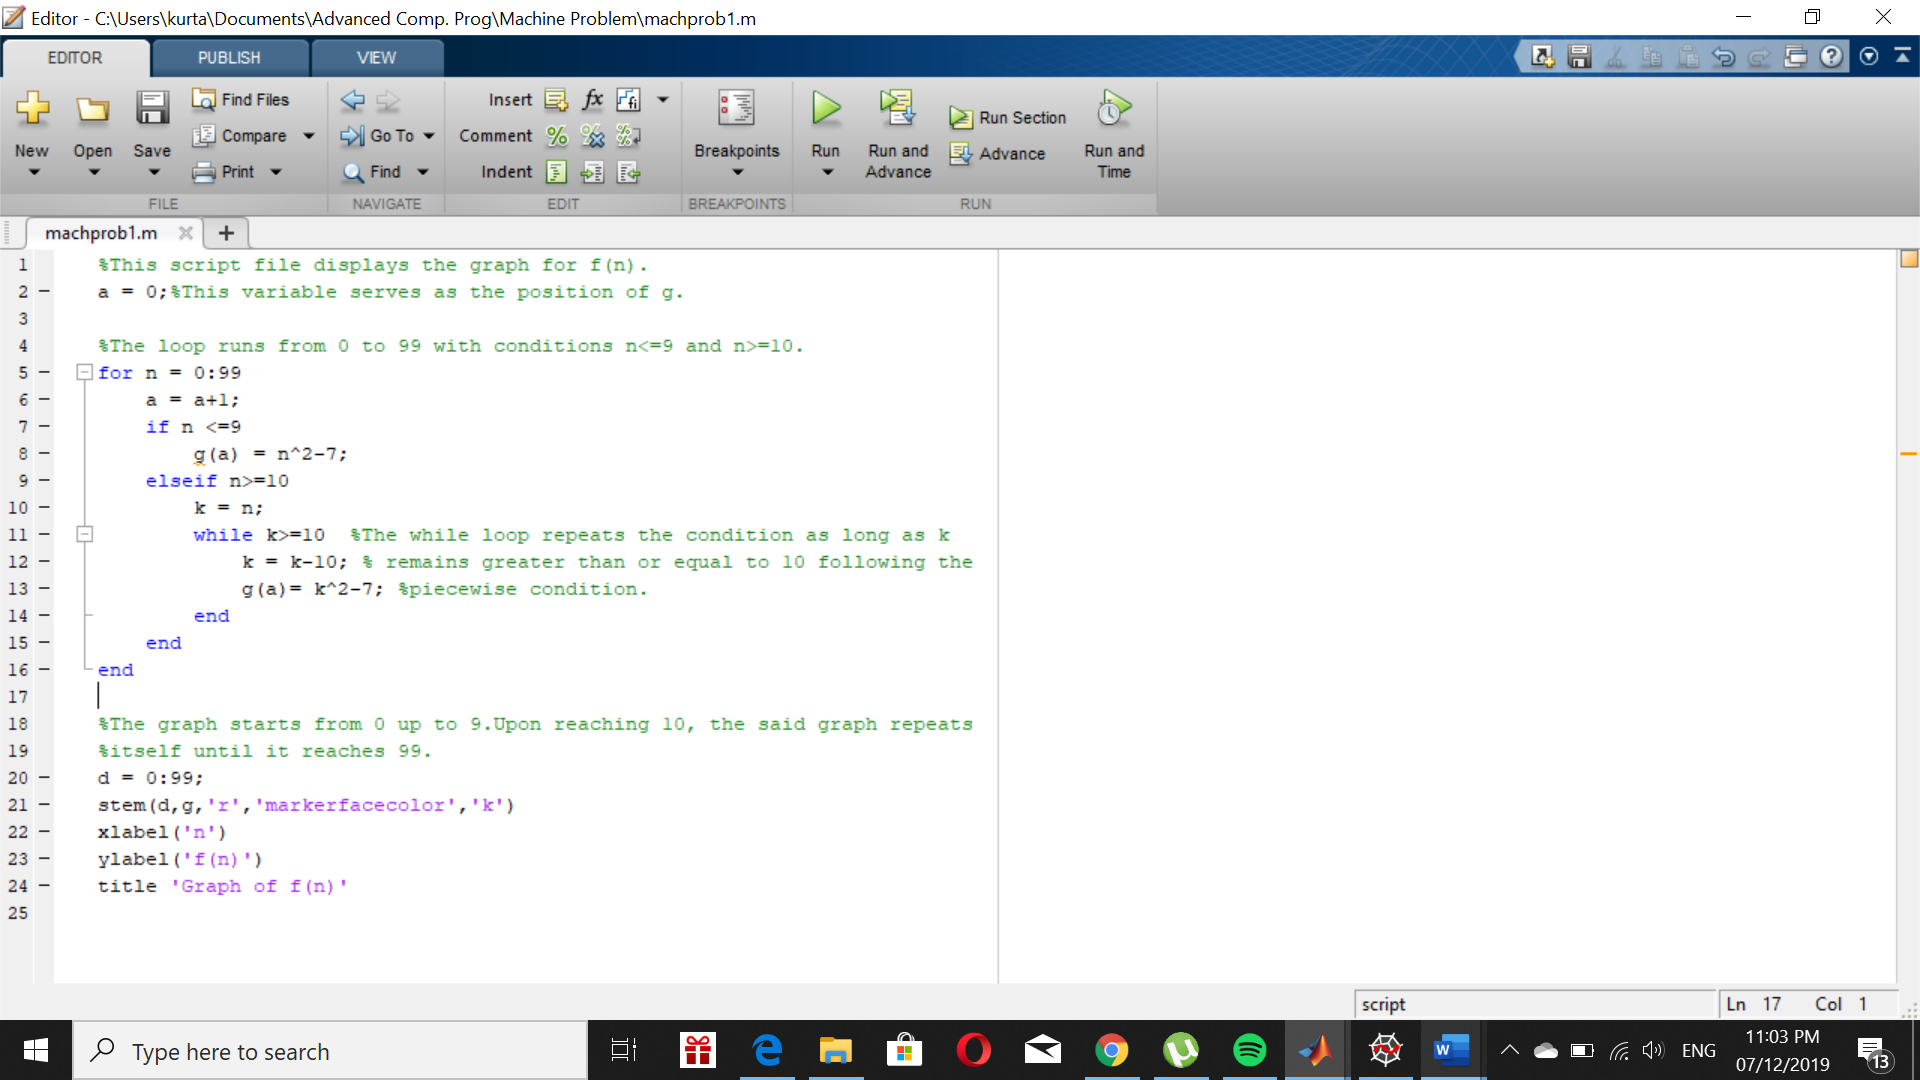 Editor - C:\Users\kurta\Documents\Advanced Comp. Prog\Machine Problem\machprob1.m
EDITOR PUBLISH VIEW
New
Open
Save
Find Files
Compare
Print
FILE
Go To
Find
NAVIGATE
Insert fx fi
Comment % % %
Indent
EDIT
Breakpoints
BREAKPOINTS
Run
Run and Advance
Run Section
Advance
Run and Time
RUN
machprob1.m
1 %This script file displays the graph for f(n).
2 - a = 0;%This variable serves as the position of g.
3
4 %The loop runs from 0 to 99 with conditions n<=9 and n>=10.
5 - for n = 0:99
6 - a = a+1;
7 - if n <=9
8 - g(a) = n^2-7;
9 - elseif n>=10
10 - k = n;
11 - while k>=10 %The while loop repeats the condition as long as k
12 - k = k-10; % remains greater than or equal to 10 following the
13 - g(a)= k^2-7; %piecewise condition.
14 - end
15 - end
16 - end
17
18 %The graph starts from 0 up to 9.Upon reaching 10, the said graph repeats
19 %itself until it reaches 99.
20 - d = 0:99;
21 - stem(d,g,'r','markerfacecolor','k')
22 - xlabel('n')
23 - ylabel('f(n)')
24 - title 'Graph of f(n)'
25
script Ln 17 Col 1
Type here to search
W
ENG
11:03 PM
07/12/2019
13